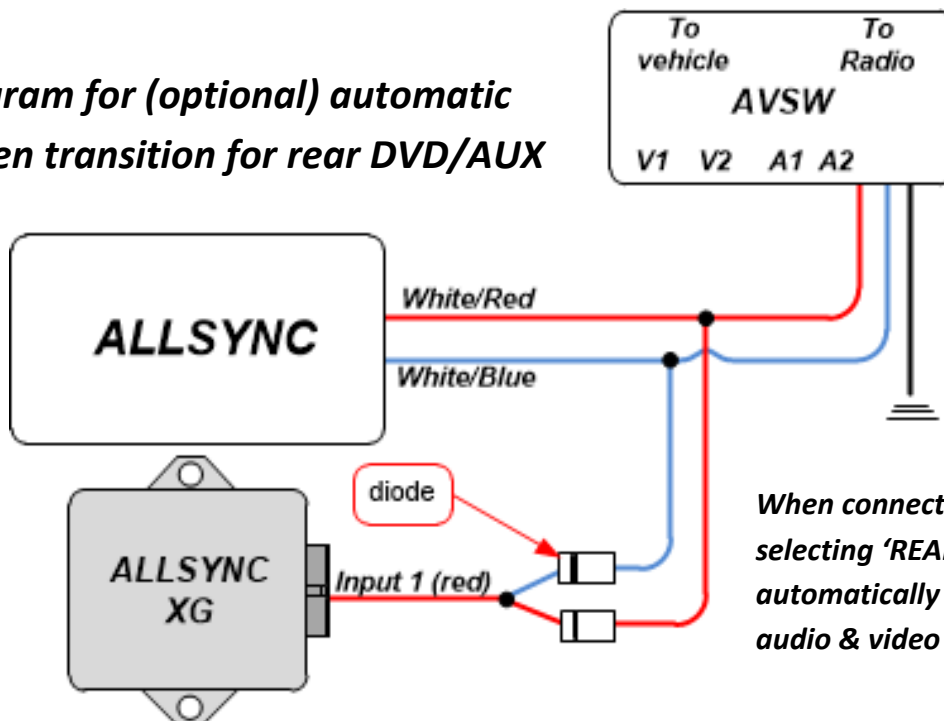 gram for (optional) automatic
en transition for rear DVD/AUX
To vehicle
To Radio
AVSW
V1 V2 A1 A2
ALLSYNC
White/Red
White/Blue
diode
ALLSYNC
XG
Input 1 (red)
When connect
selecting ‘REA
automatically
audio & video